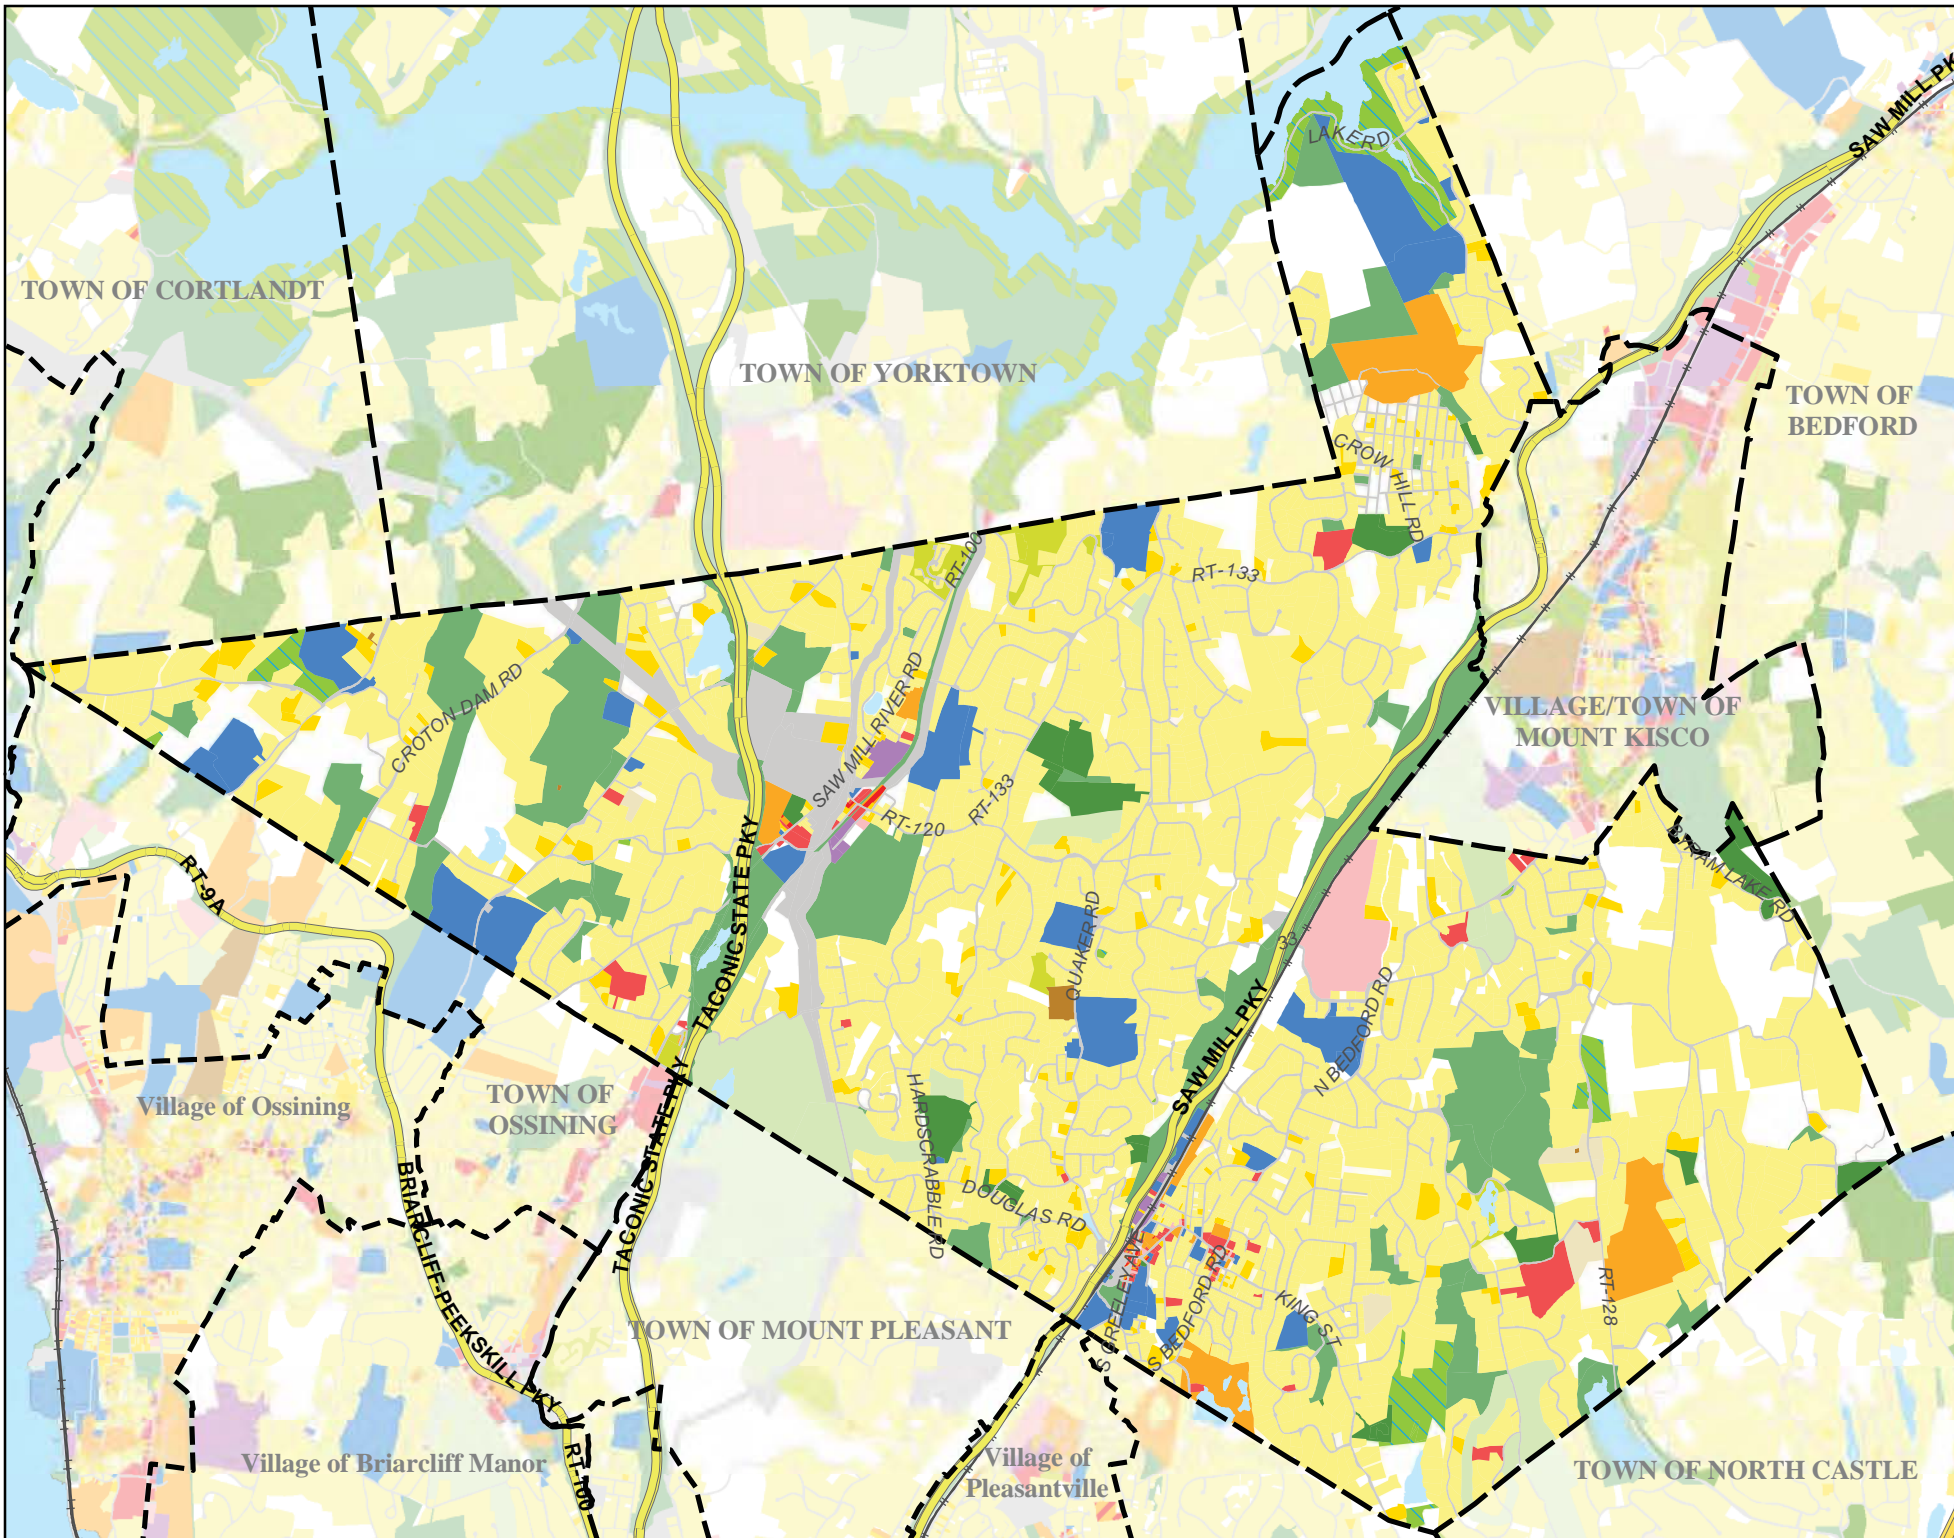 SAW MILL PKY
LAKE RD
TOWN OF CORTLANDT
TOWN OF YORKTOWN
TOWN OF
BEDFORD
CROW HILL RD
RT-100
RT-133
CROTON DAM RD
SAW MILL RIVER RD
VILLAGE/TOWN OF
MOUNT KISCO
RT-133
RT-120
RT-9A
TACONIC STATE PKY
BYRAM LAKE RD
QUAKER RD
33
N BEDFORD RD
SAW MILL PKY
Village of Ossining
TOWN OF
OSSINING
HARDSCRABBLE RD
TACONIC STATE PKY
BRIARCLIFF-PEEKSKILL PKY
DOUGLAS RD
S GREELEY AVE
S BEDFORD RD
KING ST
RT-128
TOWN OF MOUNT PLEASANT
Village of Briarcliff Manor
RT-100
Village of
Pleasantville
TOWN OF NORTH CASTLE